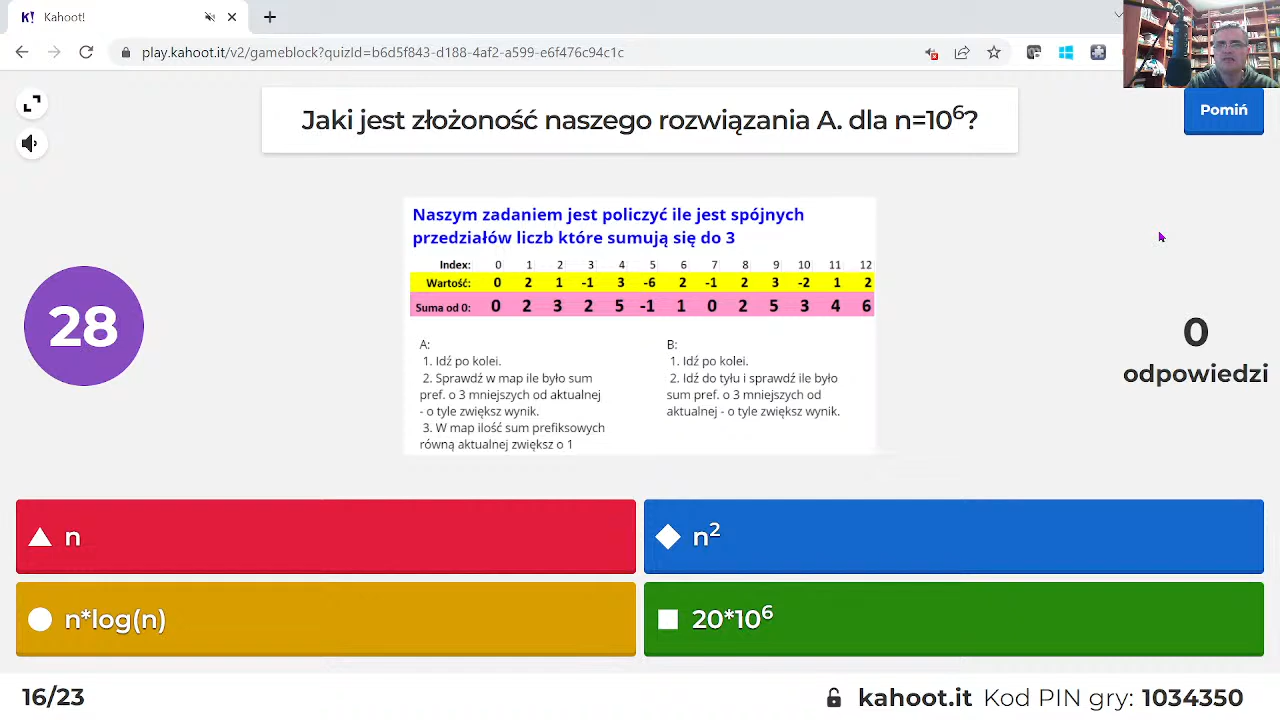 Kahoot!
play.kahoot.it/v2/gameblock?quizId=b6d5f843-d188-4af2-a599-e6f476c94c1c
Jaki jest złożoność naszego rozwiązania A. dla n=10⁶?
Pomiń
Naszym zadaniem jest policzyć ile jest spójnych
przedziałów liczb które sumują się do 3
Index: 0 1 2 3 4 5 6 7 8 9 10 11 12
Wartość: 0 2 1 -1 3 -6 2 -1 2 3 -2 1 2
Suma od 0: 0 2 3 2 5 -1 1 0 2 5 3 4 6
A:
1. Idź po kolei.
2. Sprawdź w map ile było sum
pref. o 3 mniejszych od aktualnej
- o tyle zwiększ wynik.
3. W map ilość sum prefiksowych
równą aktualnej zwiększ o 1
B:
1. Idź po kolei.
2. Idź do tyłu i sprawdź ile było
sum pref. o 3 mniejszych od
aktualnej - o tyle zwiększ wynik.
28
0
odpowiedzi
n
n²
n*log(n)
20*10⁶
16/23
kahoot.it Kod PIN gry: 1034350